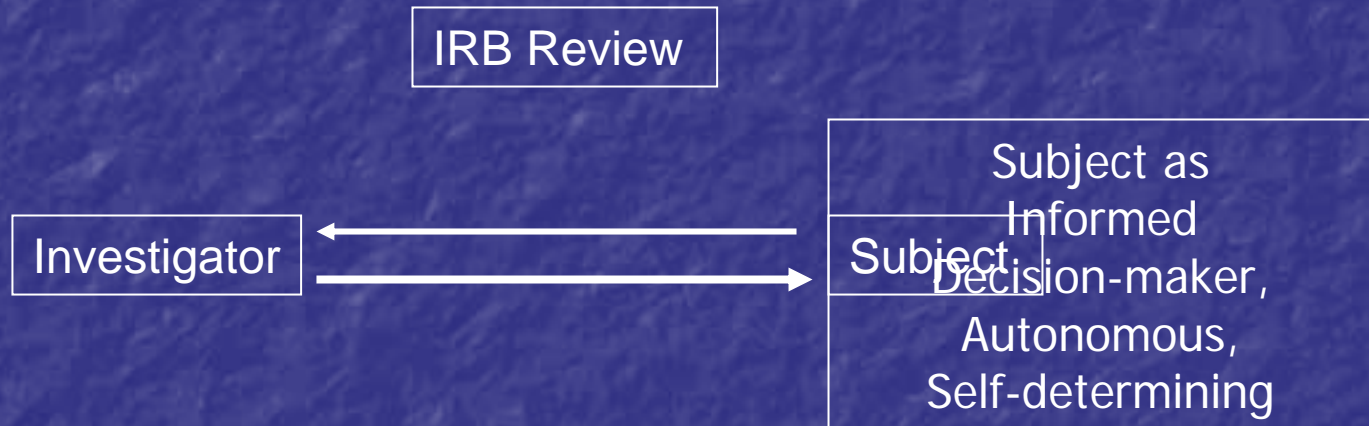 IRB Review
Investigator
Subject
Subject as
Informed
Decision-maker,
Autonomous,
Self-determining